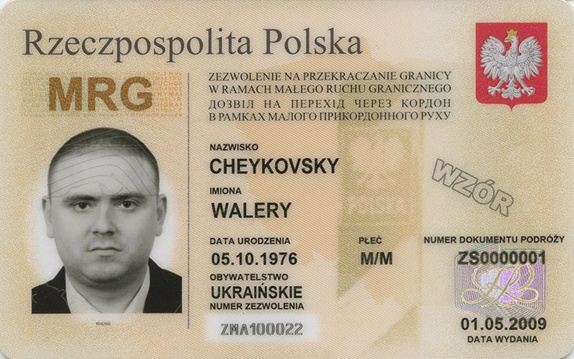 Rzeczpospolita Polska
MRG
ZEZWOLENIE NA PRZEKRACZANIE GRANICY
W RAMACH MAŁEGO RUCHU GRANICZNEGO
ДОЗВІЛ НА ПЕРЕХІД ЧЕРЕЗ КОРДОН
В РАМКАХ МАЛОГО ПРИКОРДОННОГО РУХУ
NAZWISKO
CHEYKOVSKY
IMIONA
WALERY
WZÓR
POLSKA
DATA URODZENIA PŁEĆ NUMER DOKUMENTU PODRÓŻY
05.10.1976 M/M ZS0000001
OBYWATELSTWO
UKRAIŃSKIE
NUMER ZEZWOLENIA
ZMA100022
01.05.2009
DATA WYDANIA